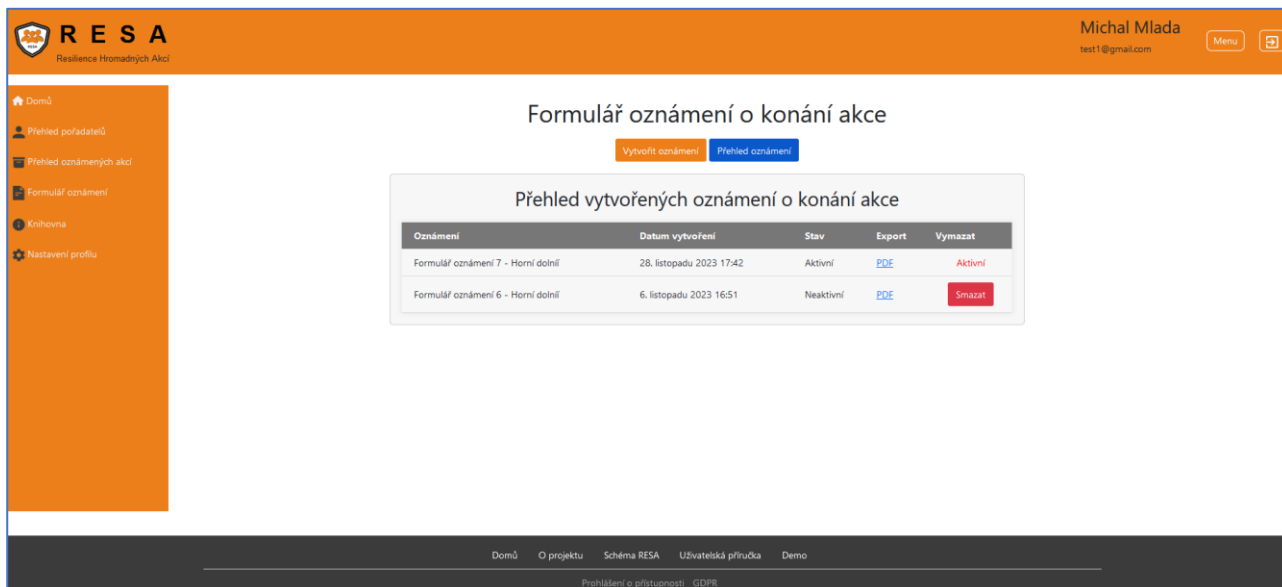 RESA
R E S A
Resilience Hromadných Akcí
Michal Mlada
test1@gmail.com
Menu
Domů
Přehled pořadatelů
Přehled oznámených akcí
Formulář oznámení
Knihovna
Nastavení profilu
Formulář oznámení o konání akce
Vytvořit oznámení Přehled oznámení
Přehled vytvořených oznámení o konání akce
Oznámení Datum vytvoření Stav Export Vymazat
Formulář oznámení 7 - Horní dolníí 28. listopadu 2023 17:42 Aktivní PDF Aktivní
Formulář oznámení 6 - Horní dolníí 6. listopadu 2023 16:51 Neaktivní PDF Smazat
Domů O projektu Schéma RESA Uživatelská příručka Demo
Prohlášení o přístupnosti GDPR